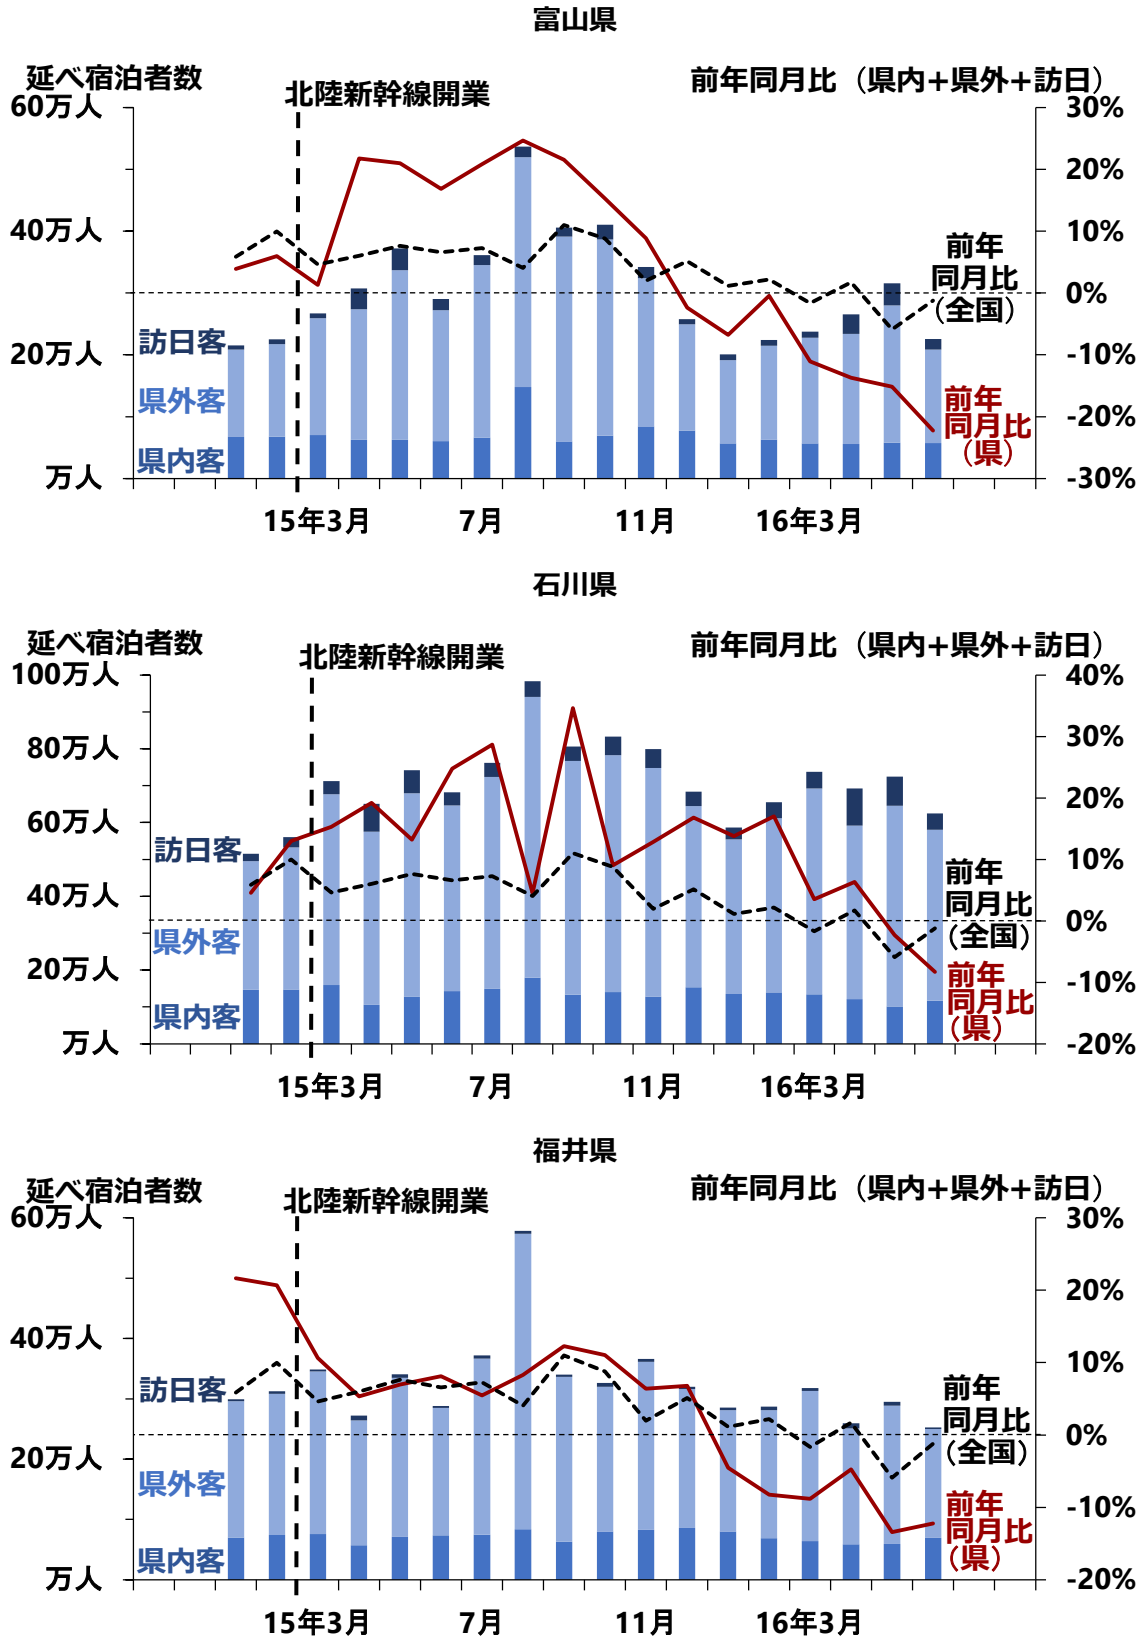 富山県
延べ宿泊者数
前年同月比（県内+県外+訪日）
北陸新幹線開業
60万人
40万人
20万人
万人
30%
20%
10%
0%
-10%
-20%
-30%
前年
同月比
（全国）
訪日客
県外客
県内客
前年
同月比
（県）
15年3月
7月
11月
16年3月
石川県
延べ宿泊者数
前年同月比（県内+県外+訪日）
北陸新幹線開業
100万人
80万人
60万人
40万人
20万人
万人
40%
30%
20%
10%
0%
-10%
-20%
訪日客
県外客
県内客
前年
同月比
（全国）
前年
同月比
（県）
15年3月
7月
11月
16年3月
福井県
延べ宿泊者数
前年同月比（県内+県外+訪日）
北陸新幹線開業
60万人
40万人
20万人
万人
30%
20%
10%
0%
-10%
-20%
訪日客
県外客
県内客
前年
同月比
（全国）
前年
同月比
（県）
15年3月
7月
11月
16年3月